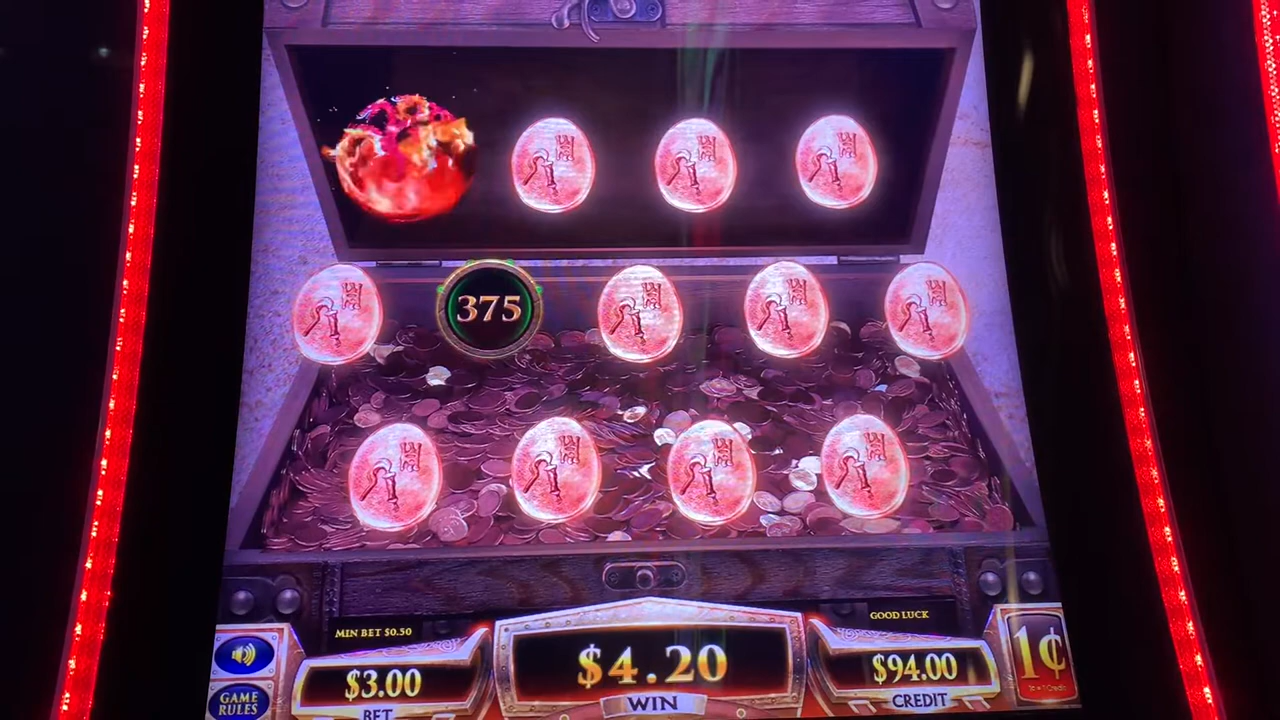 375
MIN BET $0.50
GOOD LUCK
$3.00
BET
$4.20
WIN
$94.00
CREDIT
1¢
GAME
RULES